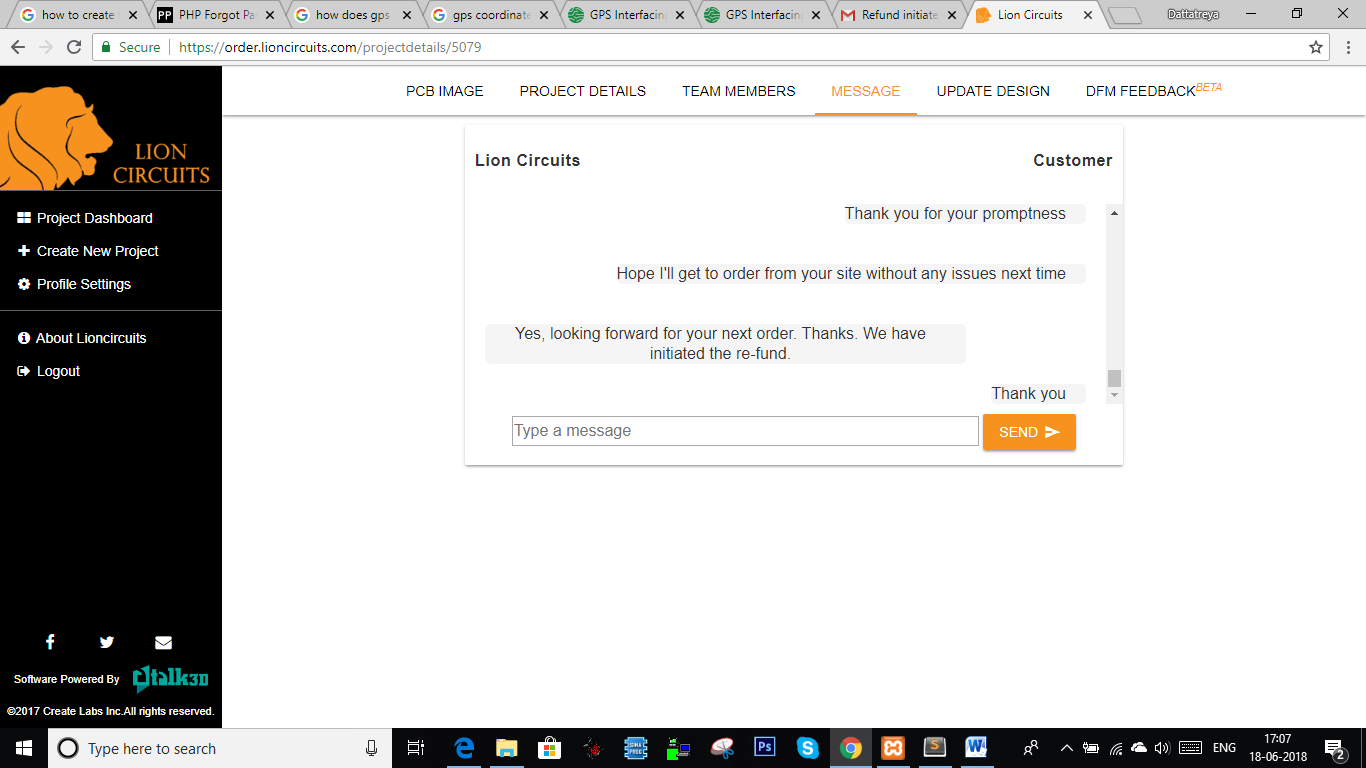 how to create
PHP Forgot Pa
how does gps
gps coordinate
GPS Interfacing
GPS Interfacing
Refund initiate
Lion Circuits
Dattatreya
Secure
https://order.lioncircuits.com/projectdetails/5079
LION
CIRCUITS
PCB IMAGE
PROJECT DETAILS
TEAM MEMBERS
MESSAGE
UPDATE DESIGN
DFM FEEDBACK BETA
Project Dashboard
Create New Project
Profile Settings
About Lioncircuits
Logout
Lion Circuits
Customer
Thank you for your promptness
Hope I'll get to order from your site without any issues next time
Yes, looking forward for your next order. Thanks. We have
initiated the re-fund.
Thank you
Type a message
SEND
Software Powered By
talk3D
©2017 Create Labs Inc.All rights reserved.
Type here to search
Ps
ENG
17:07
18-06-2018
2